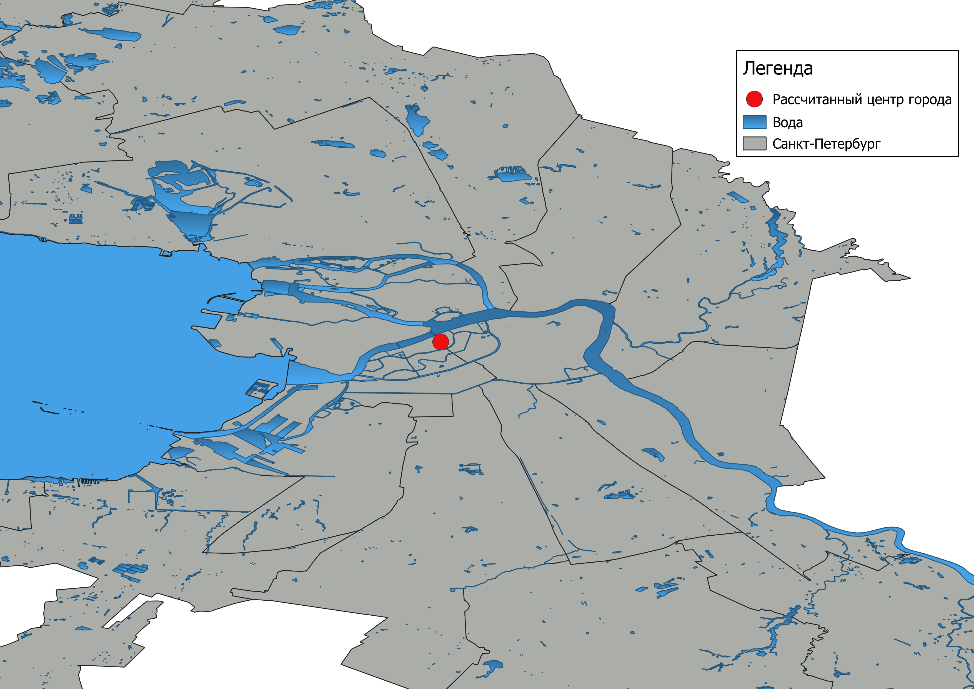 Легенда
Рассчитанный центр города
Вода
Санкт-Петербург